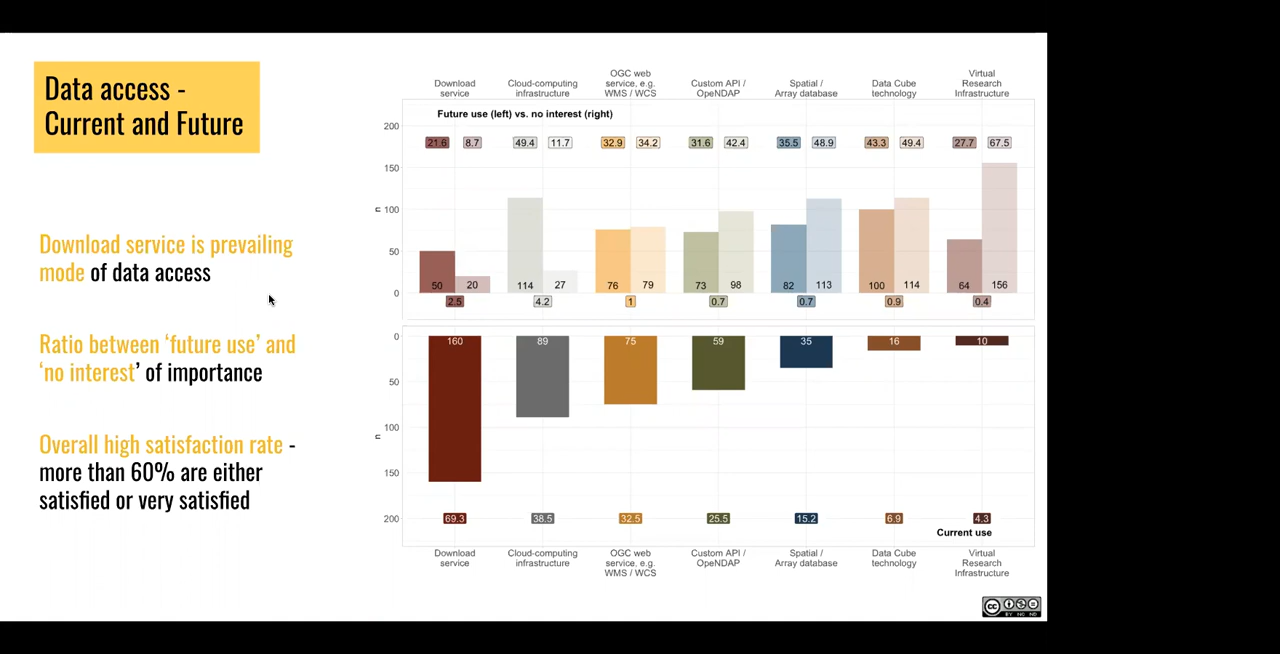 Data access -
Current and Future
Download service is prevailing
mode of data access
Ratio between ‘future use’ and
‘no interest’ of importance
Overall high satisfaction rate -
more than 60% are either
satisfied or very satisfied
Download
service
Cloud-computing
infrastructure
OGC web
service, e.g.
WMS / WCS
Custom API /
OpeNDAP
Spatial /
Array database
Data Cube
technology
Virtual
Research
Infrastructure
Future use (left) vs. no interest (right)
200
150
100
50
0
n
21.6 8.7 49.4 11.7 32.9 34.2 31.6 42.4 35.5 48.9 43.3 49.4 27.7 67.5
50 20 114 27 76 79 73 98 82 113 100 114 64 156
2.5 4.2 1 0.7 0.7 0.9 0.4
0
50
100
150
200
n
160 89 75 59 35 16 10
69.3 38.5 32.5 25.5 15.2 6.9 4.3
Current use
Download
service
Cloud-computing
infrastructure
OGC web
service, e.g.
WMS / WCS
Custom API /
OpeNDAP
Spatial /
Array database
Data Cube
technology
Virtual
Research
Infrastructure
CC
BY NC ND